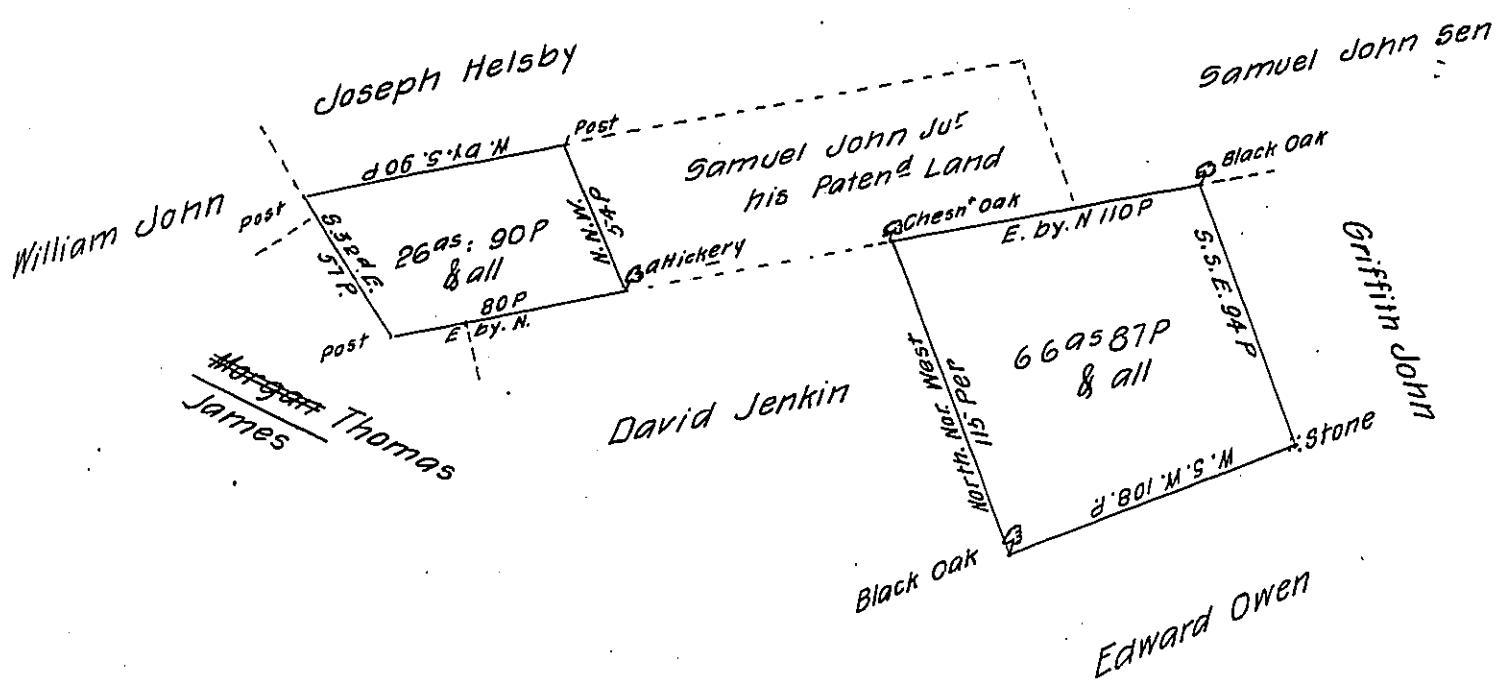 Joseph Helsby
Samuel John Sen
Post
W. by. S. 90 P
Samuel John Jur
his Patend Land
Black Oak
William John
Post
S. 32 d. E.
57 P.
26as: 90P
& all
N. N. W.
54 P
a Hickery
Chesnt Oak
E. by. N 110 P
80 P
E by. N.
Post
Griffith John
S. S. E. 94 P
66as 87P
& all
North. Nor. West
115 Per
Morgan Thomas
James
David Jenkin
Stone
W. S. W. 108. P.
Black Oak
Edward Owen